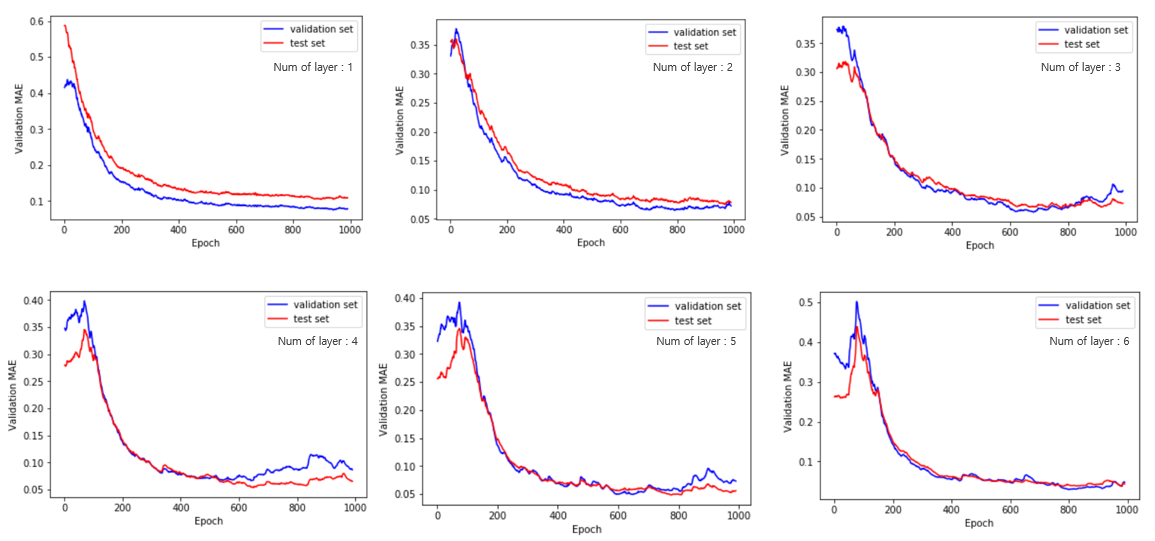 validation set
test set
Num of layer : 1
0.6
0.5
0.4
0.3
0.2
0.1
Validation MAE
0 200 400 600 800 1000
Epoch
validation set
test set
Num of layer : 2
0.35
0.30
0.25
0.20
0.15
0.10
0.05
Validation MAE
0 200 400 600 800 1000
Epoch
validation set
test set
Num of layer : 3
0.35
0.30
0.25
0.20
0.15
0.10
0.05
Validation MAE
0 200 400 600 800 1000
Epoch
validation set
test set
Num of layer : 4
0.40
0.35
0.30
0.25
0.20
0.15
0.10
0.05
Validation MAE
0 200 400 600 800 1000
Epoch
validation set
test set
Num of layer : 5
0.40
0.35
0.30
0.25
0.20
0.15
0.10
0.05
Validation MAE
0 200 400 600 800 1000
Epoch
validation set
test set
Num of layer : 6
0.5
0.4
0.3
0.2
0.1
Validation MAE
0 200 400 600 800 1000
Epoch